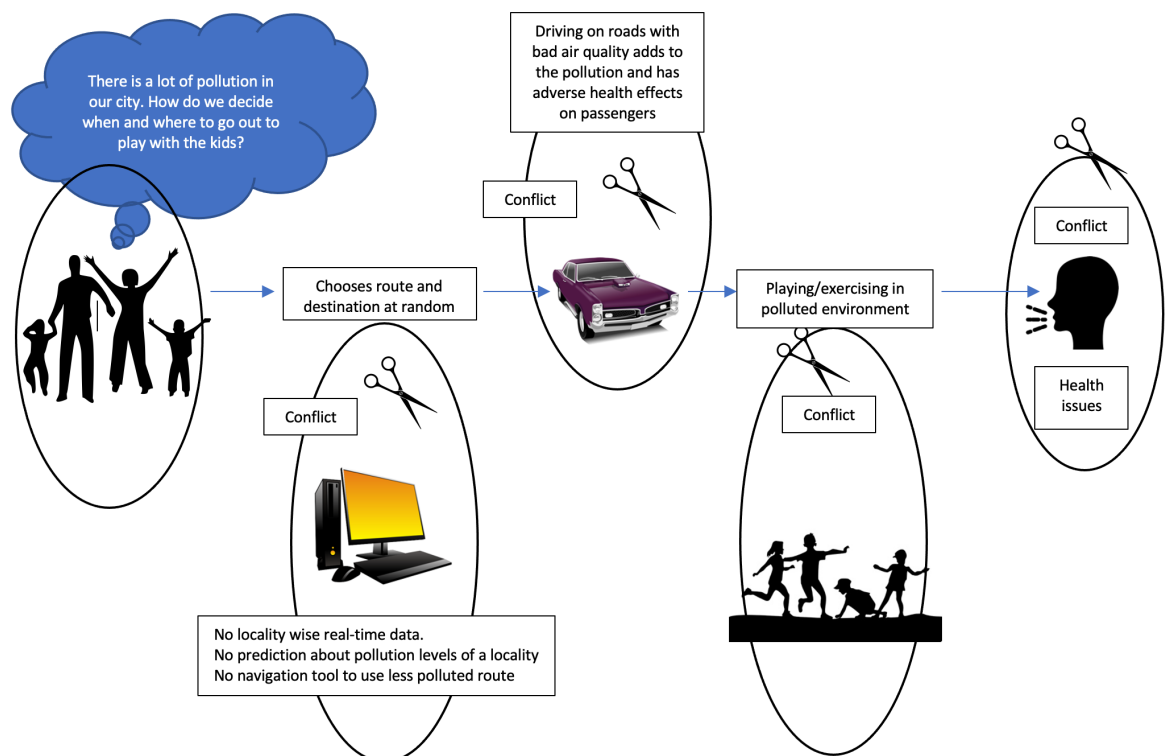 There is a lot of pollution in
our city. How do we decide
when and where to go out to
play with the kids?
Chooses route and
destination at random
Conflict
No locality wise real-time data.
No prediction about pollution levels of a locality
No navigation tool to use less polluted route
Driving on roads with
bad air quality adds to
the pollution and has
adverse health effects
on passengers
Conflict
Playing/exercising in
polluted environment
Conflict
Conflict
Health
issues